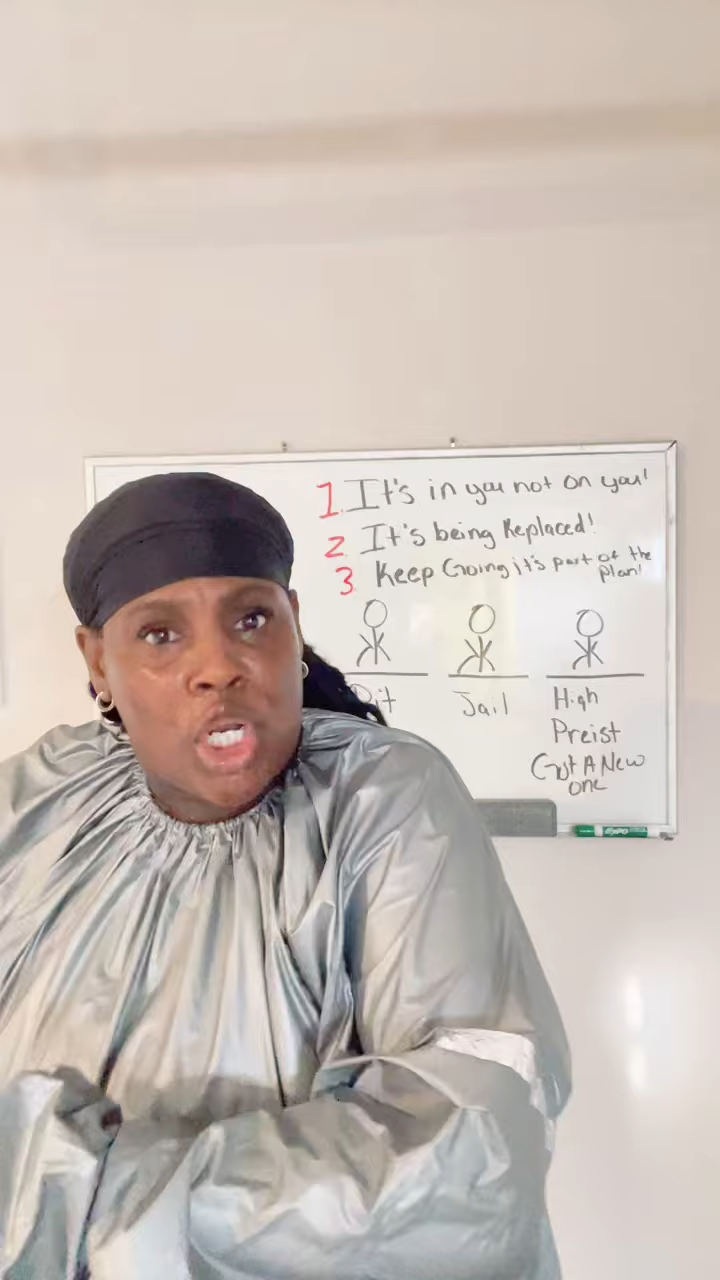 1. It's in you not on you!
2. It's being Replaced!
3 Keep Going it's part of the
plan!
Pit
Jail
High
Preist
Got A New
one
EXPO